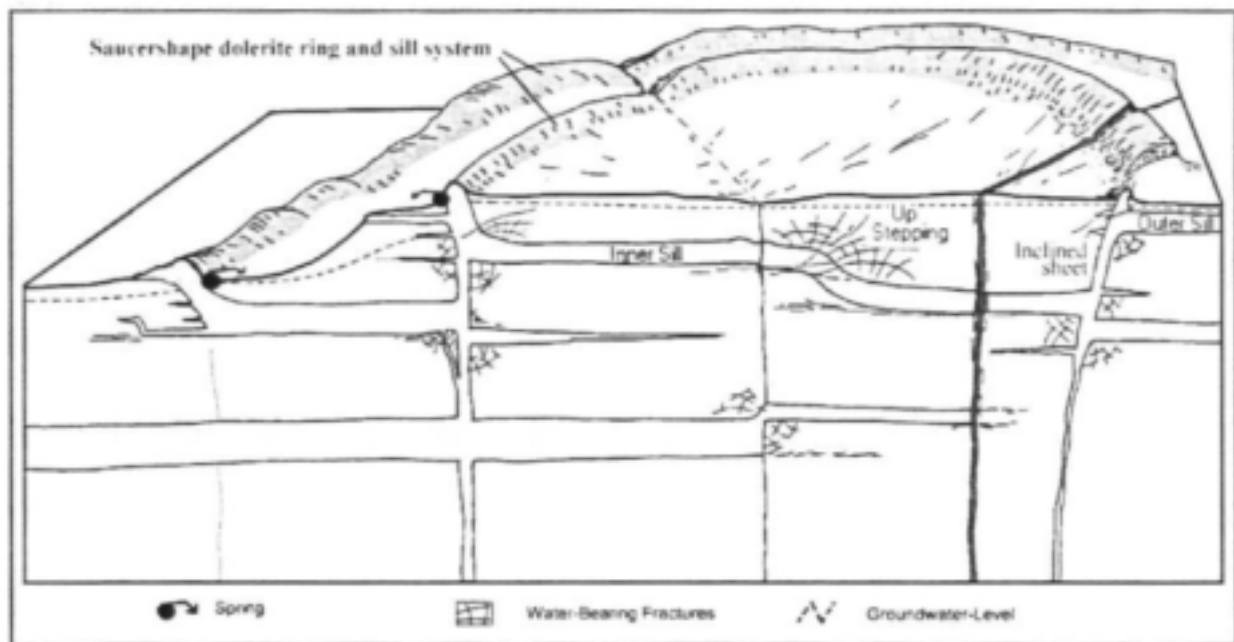 Saucershape dolerite ring and sill system
Up
Stepping
Outer Sill
Inner Sill
Inclined
sheet
Spring
Water-Bearing Fractures
Groundwater-Level